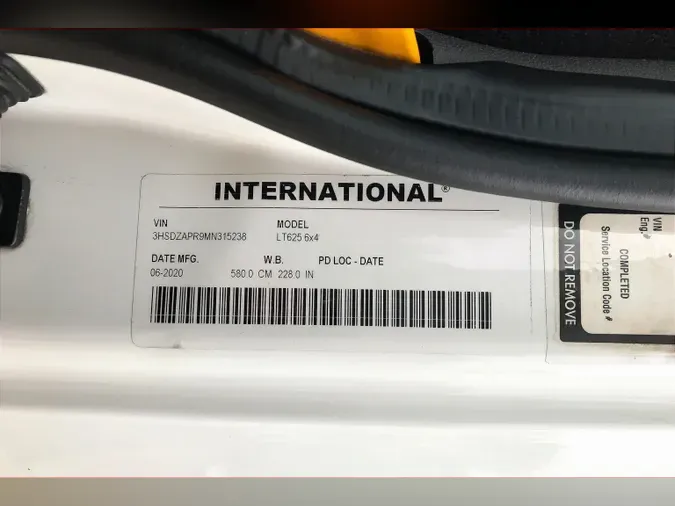 INTERNATIONAL®
VIN MODEL
3HSDZAPR9MN315238 LT625 6x4
DATE MFG. W.B. PD LOC - DATE
06-2020 580.0 CM 228.0 IN
DO NOT REMOVE
VIN
Eng.#
COMPLETED
Service Location Code #